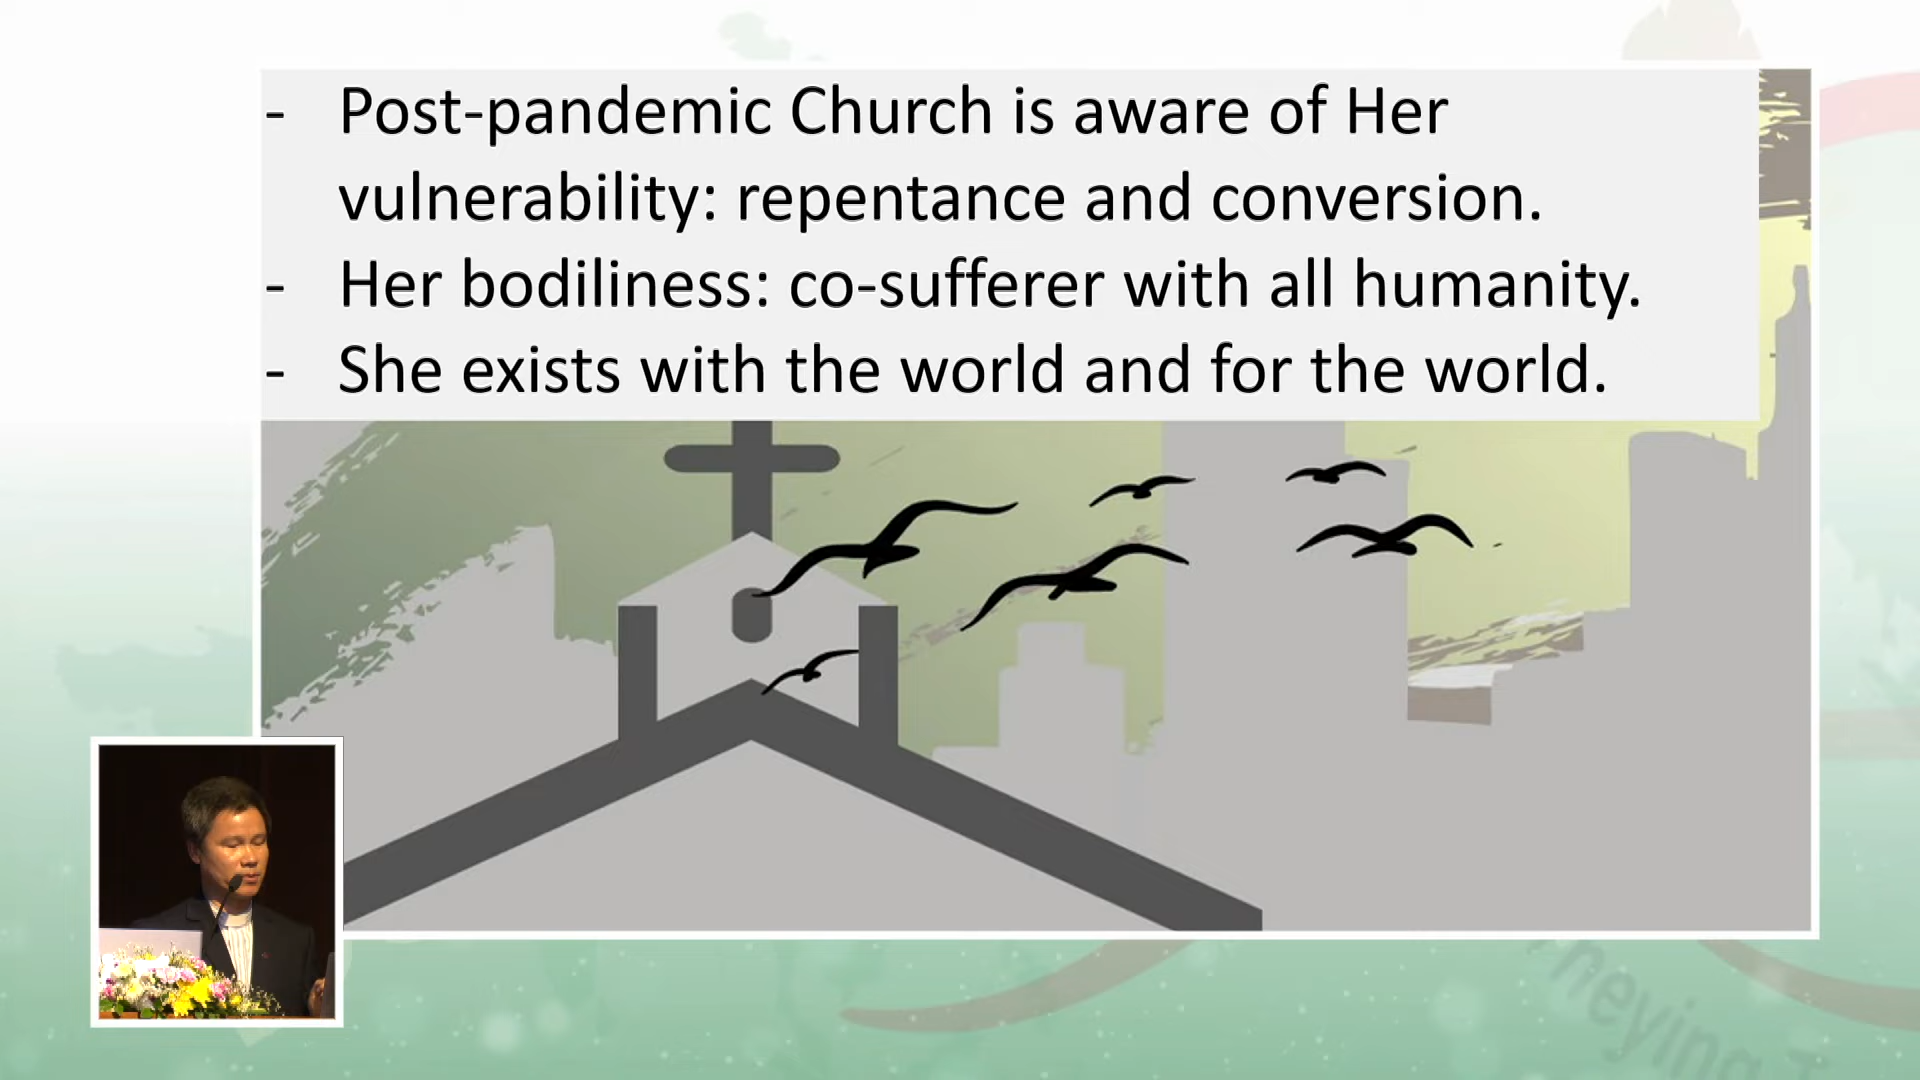 - Post-pandemic Church is aware of Her
vulnerability: repentance and conversion.
- Her bodiliness: co-sufferer with all humanity.
- She exists with the world and for the world.